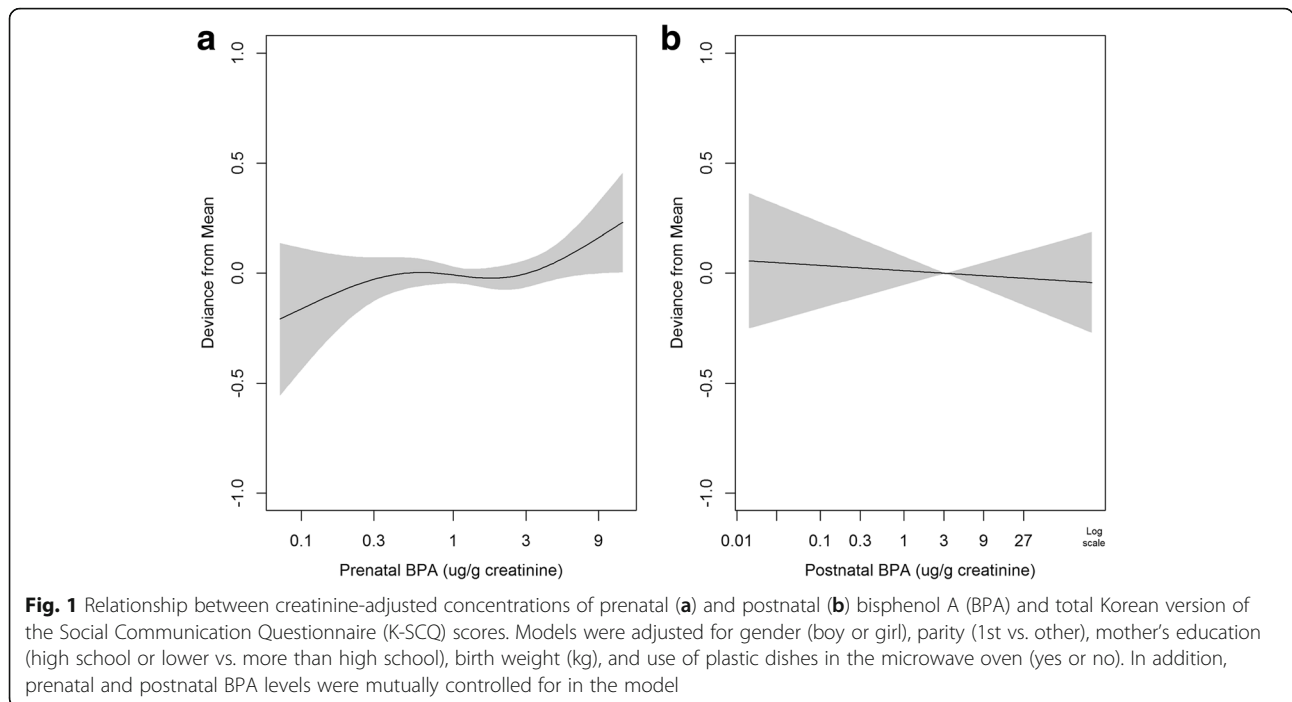 a
b
1.0
0.5
0.0
-0.5
-1.0
Deviance from Mean
0.1 0.3 1 3 9
Prenatal BPA (ug/g creatinine)
1.0
0.5
0.0
-0.5
-1.0
Deviance from Mean
0.01 0.1 0.3 1 3 9 27 Log
scale
Postnatal BPA (ug/g creatinine)
Fig. 1 Relationship between creatinine-adjusted concentrations of prenatal (a) and postnatal (b) bisphenol A (BPA) and total Korean version of
the Social Communication Questionnaire (K-SCQ) scores. Models were adjusted for gender (boy or girl), parity (1st vs. other), mother's education
(high school or lower vs. more than high school), birth weight (kg), and use of plastic dishes in the microwave oven (yes or no). In addition,
prenatal and postnatal BPA levels were mutually controlled for in the model